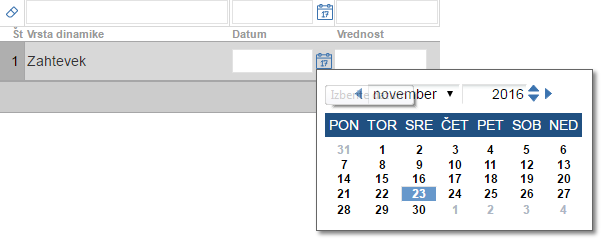 17
Št Vrsta dinamike Datum Vrednost
1 Zahtevek 17
november 2016
PON TOR SRE ČET PET SOB NED
31 1 2 3 4 5 6
7 8 9 10 11 12 13
14 15 16 17 18 19 20
21 22 23 24 25 26 27
28 29 30 1 2 3 4